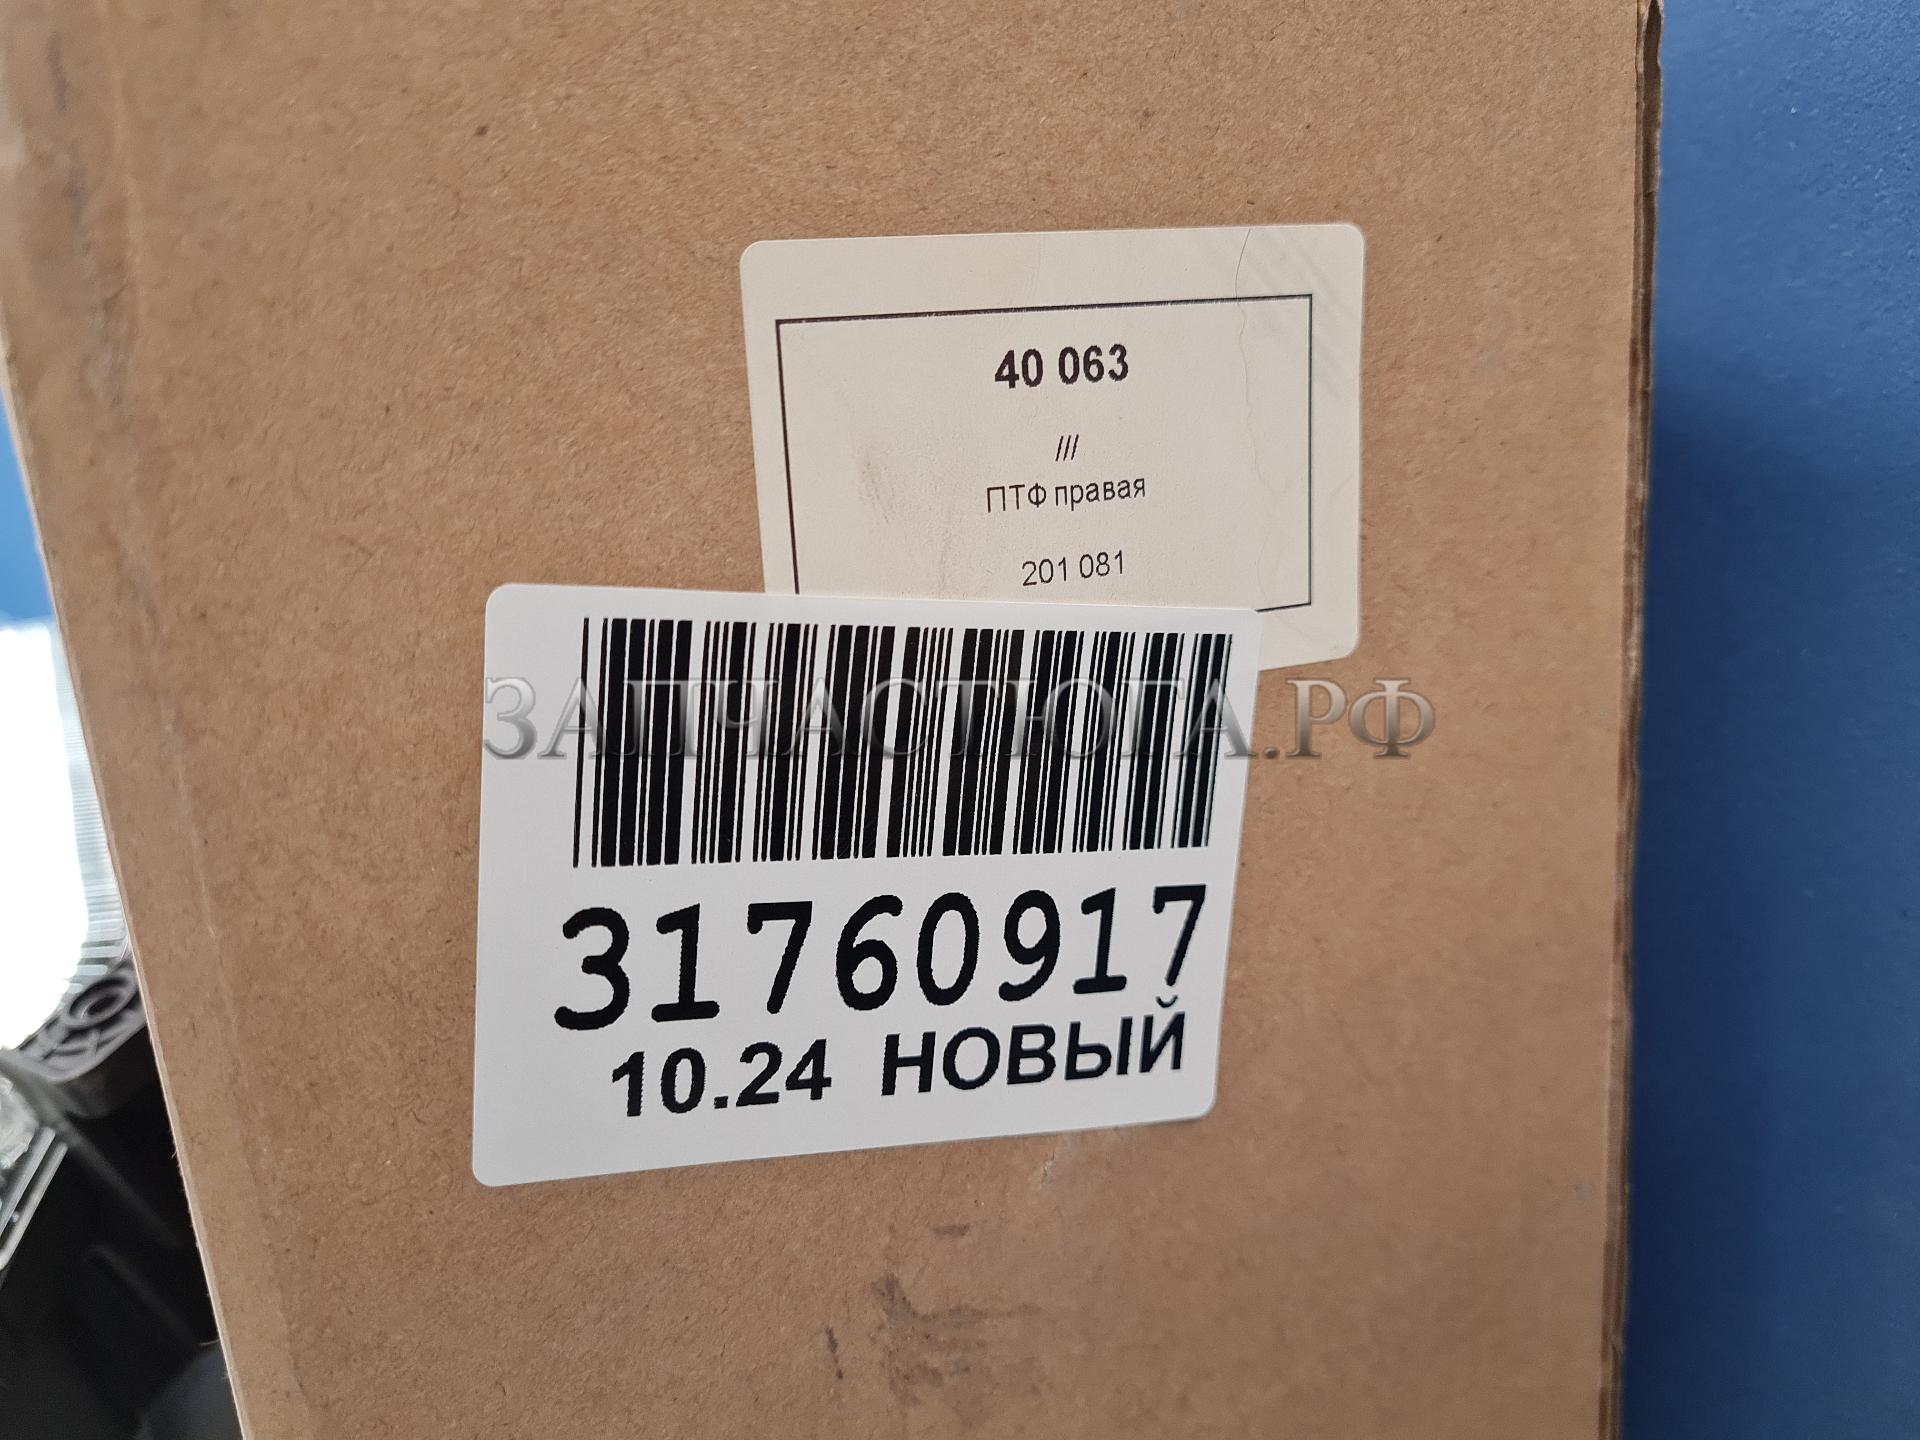 40 063
///
ПТФ правая
201 081
ЗАПЧАСТЮГА.РФ
31760917
10.24 НОВЫЙ